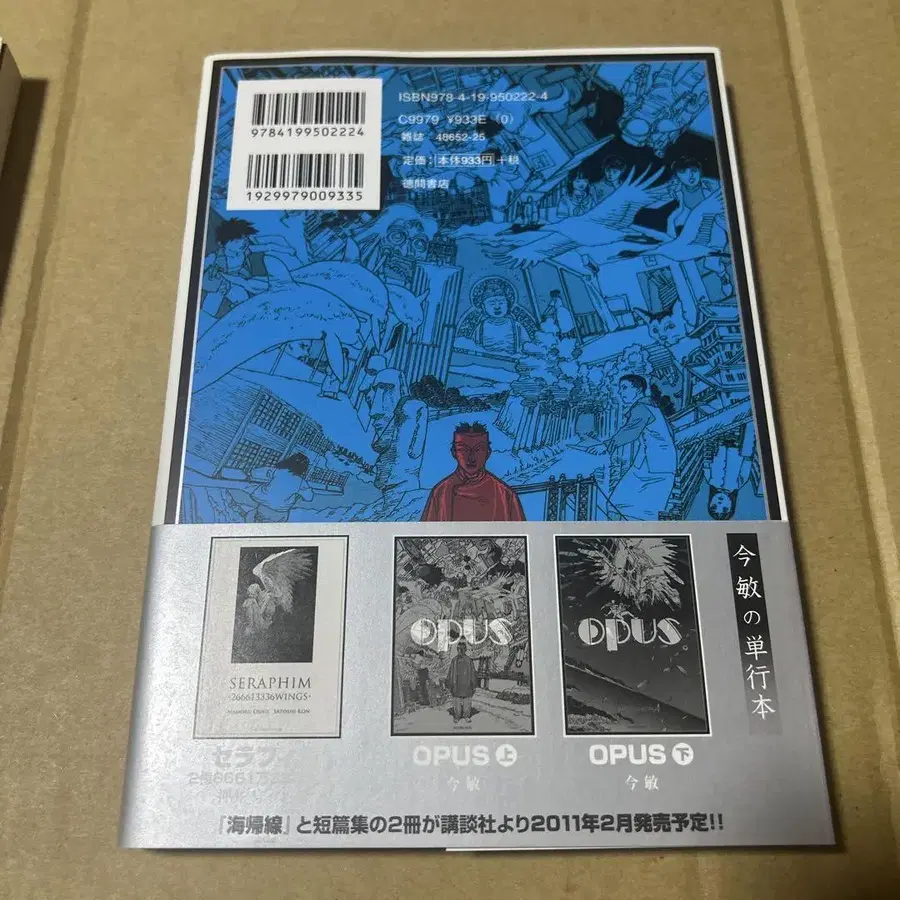 9784199502224
1929979009335
ISBN978-4-19-950222-4
C9979 ¥933E (0)
雑誌 48652-25
定価:本体933円+税
徳間書店
今敏の単行本
SERAPHIM
·266613336WINGS·
MAMORU OSHII SATOSHI KON
opus
opus
OPUS 上
今敏
OPUS 下
今敏
「海帰線」と短篇集の2冊が講談社より2011年2月発売予定!!